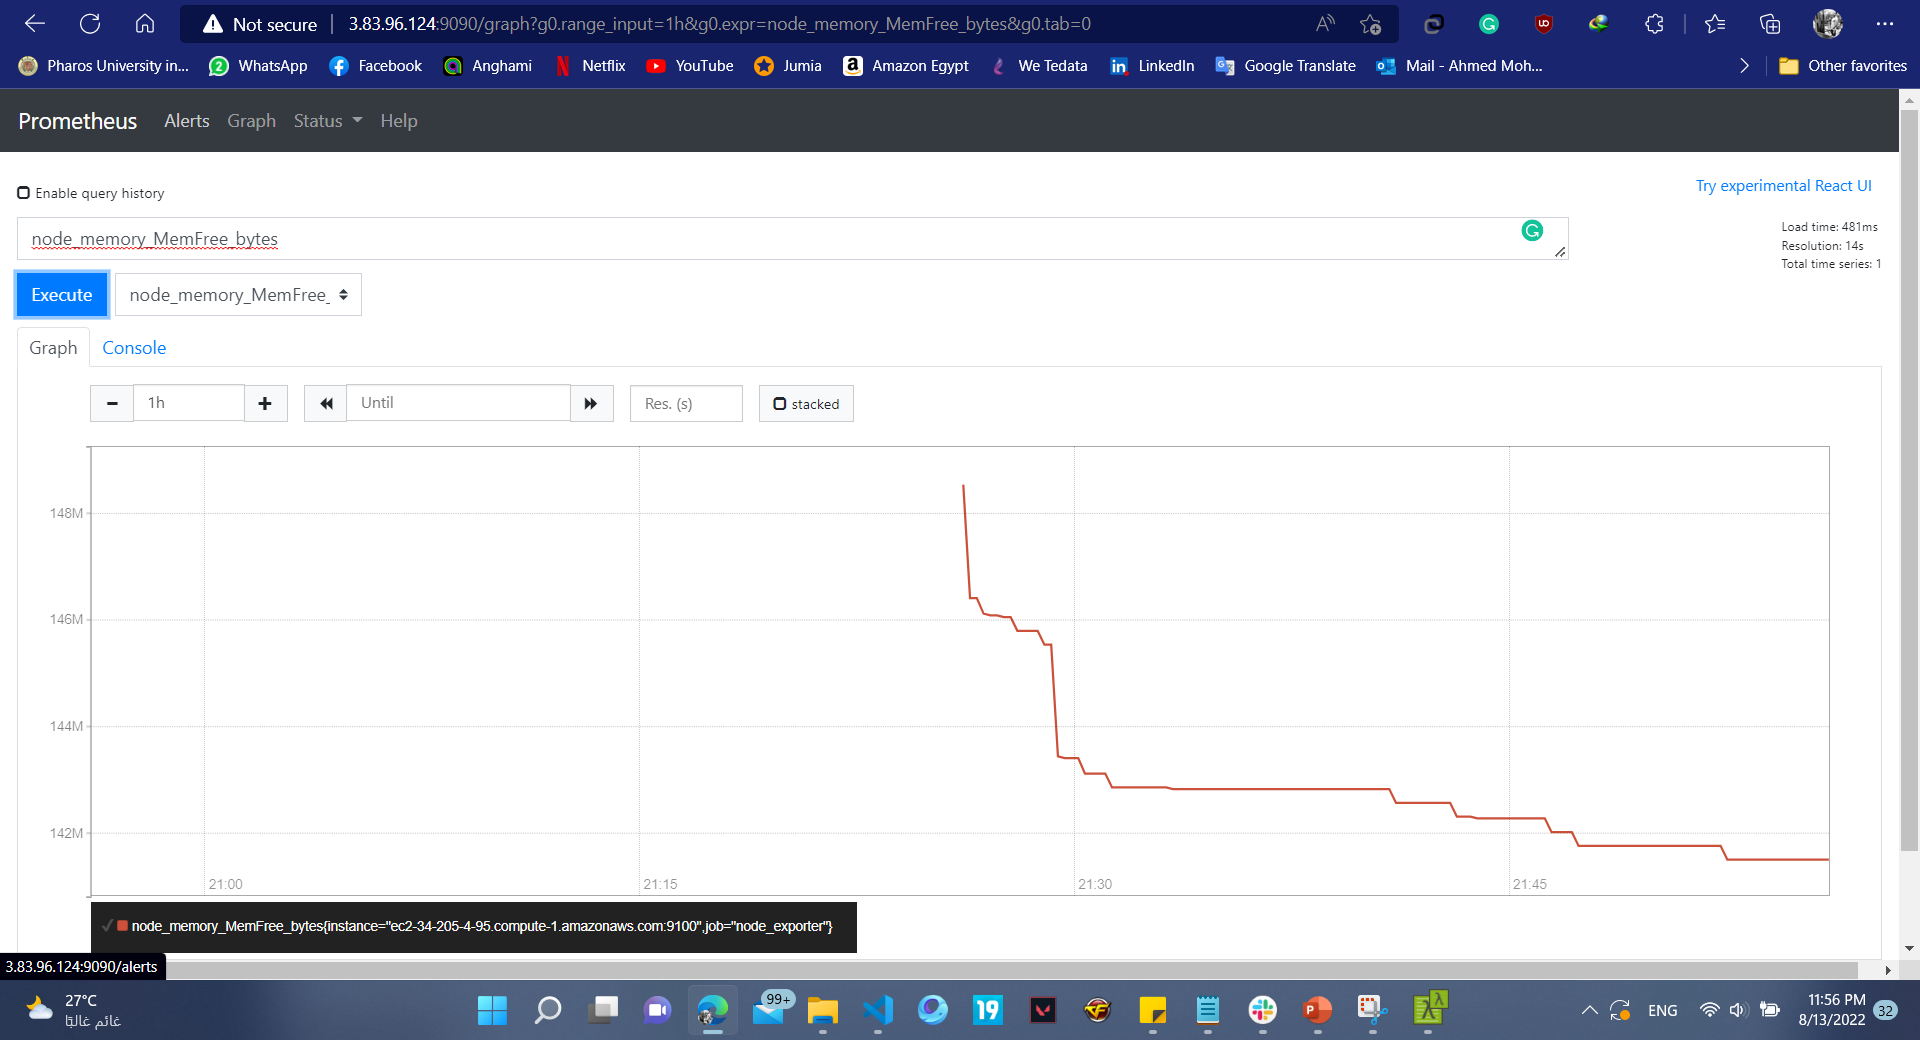 Not secure 3.83.96.124:9090/graph?g0.range_input=1h&g0.expr=node_memory_MemFree_bytes&g0.tab=0
Pharos University in... WhatsApp Facebook Anghami Netflix YouTube Jumia Amazon Egypt We Tedata LinkedIn Google Translate Mail - Ahmed Moh... Other favorites
Prometheus Alerts Graph Status Help
Enable query history
Try experimental React UI
node_memory_MemFree_bytes
Load time: 481ms
Resolution: 14s
Total time series: 1
Execute node_memory_MemFree_
Graph Console
1h Until Res. (s) stacked
148M
146M
144M
142M
21:00 21:15 21:30 21:45
node_memory_MemFree_bytes{instance="ec2-34-205-4-95.compute-1.amazonaws.com:9100",job="node_exporter"}
3.83.96.124:9090/alerts
27°C
غائم غالبًا
99+
19
ENG
11:56 PM
8/13/2022
32